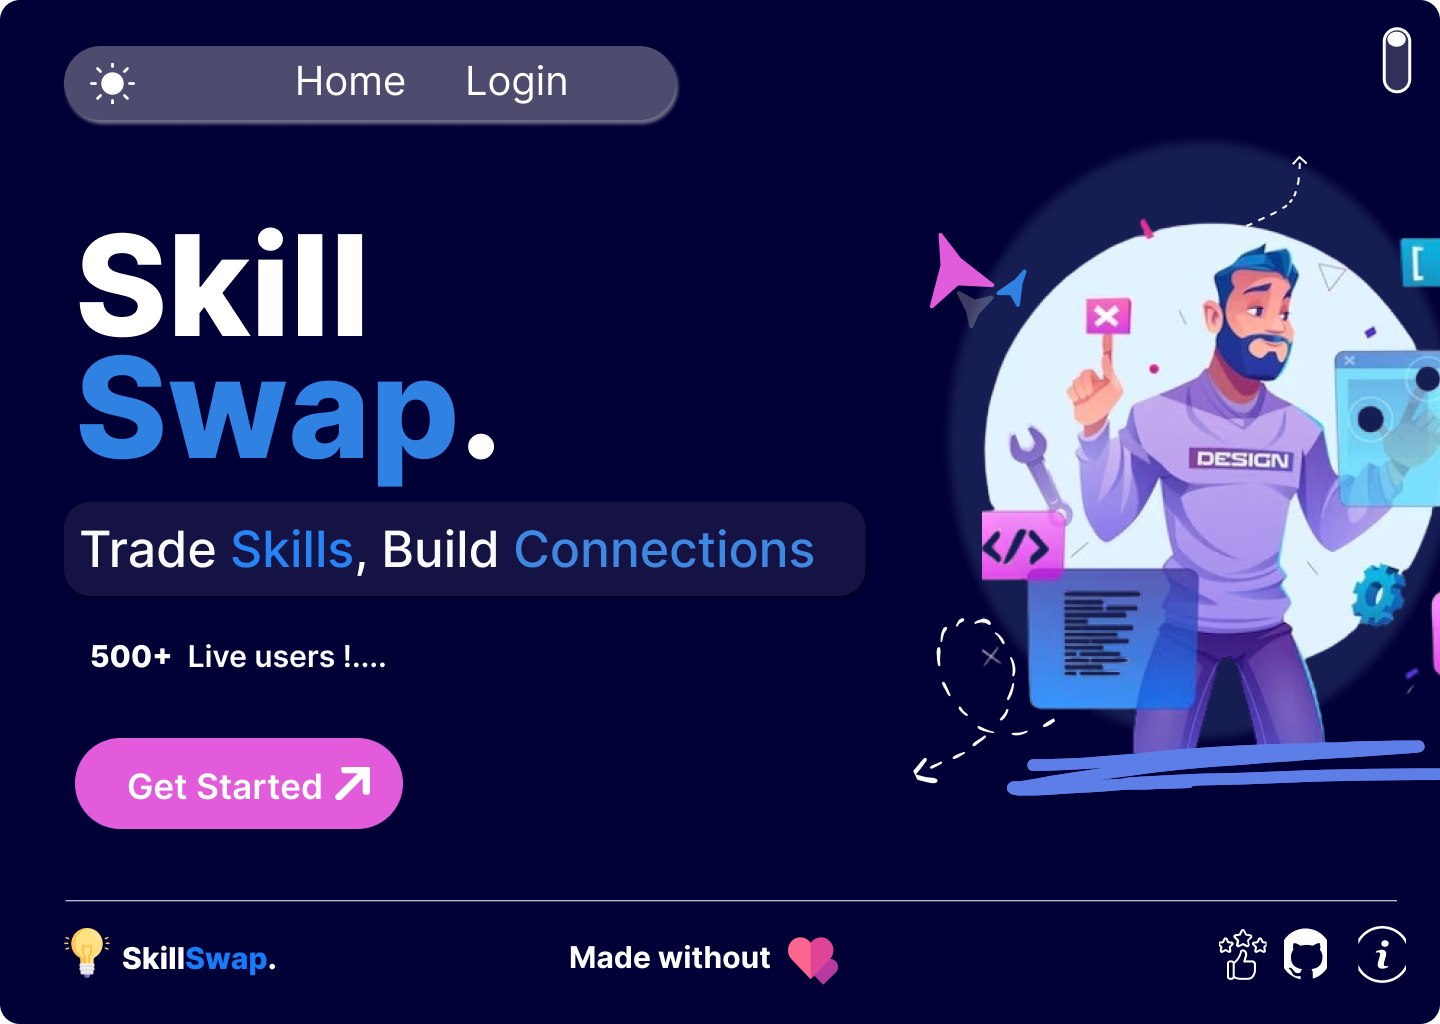 Home Login
Skill
Swap.
[
DESIGN
</>
Trade Skills, Build Connections
500+ Live users !....
Get Started
SkillSwap.
Made without
i